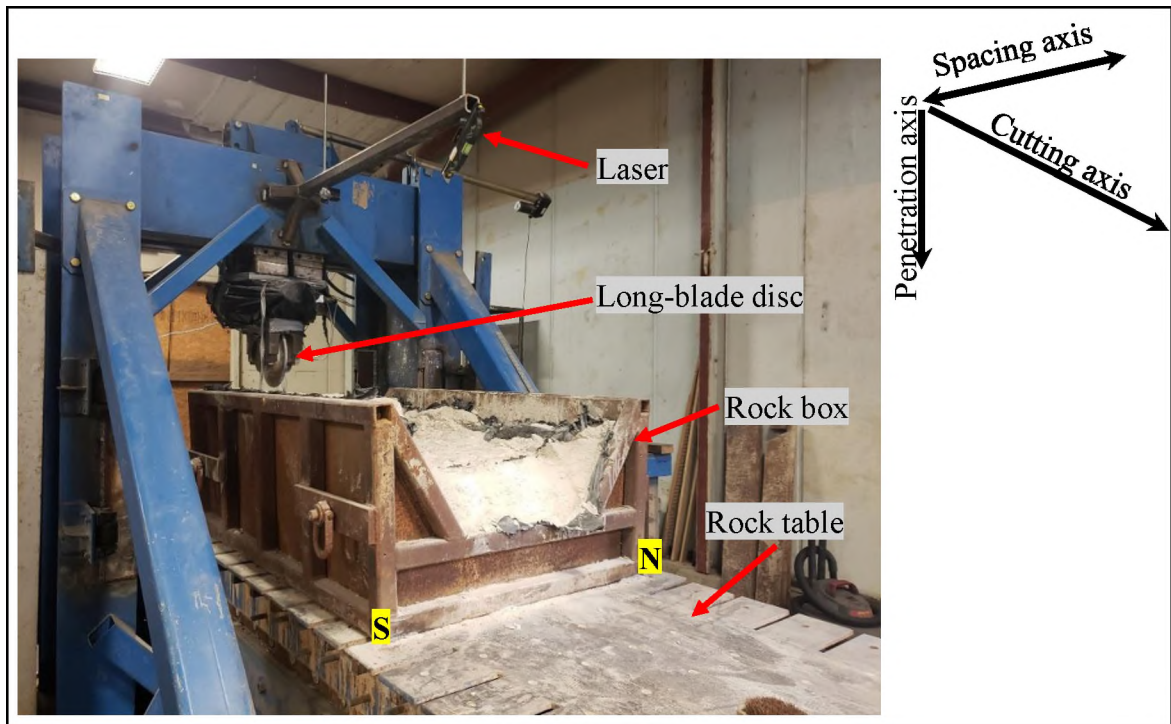 Spacing axis
Cutting axis
Penetration axis
Laser
Long-blade disc
Rock box
Rock table
N
S